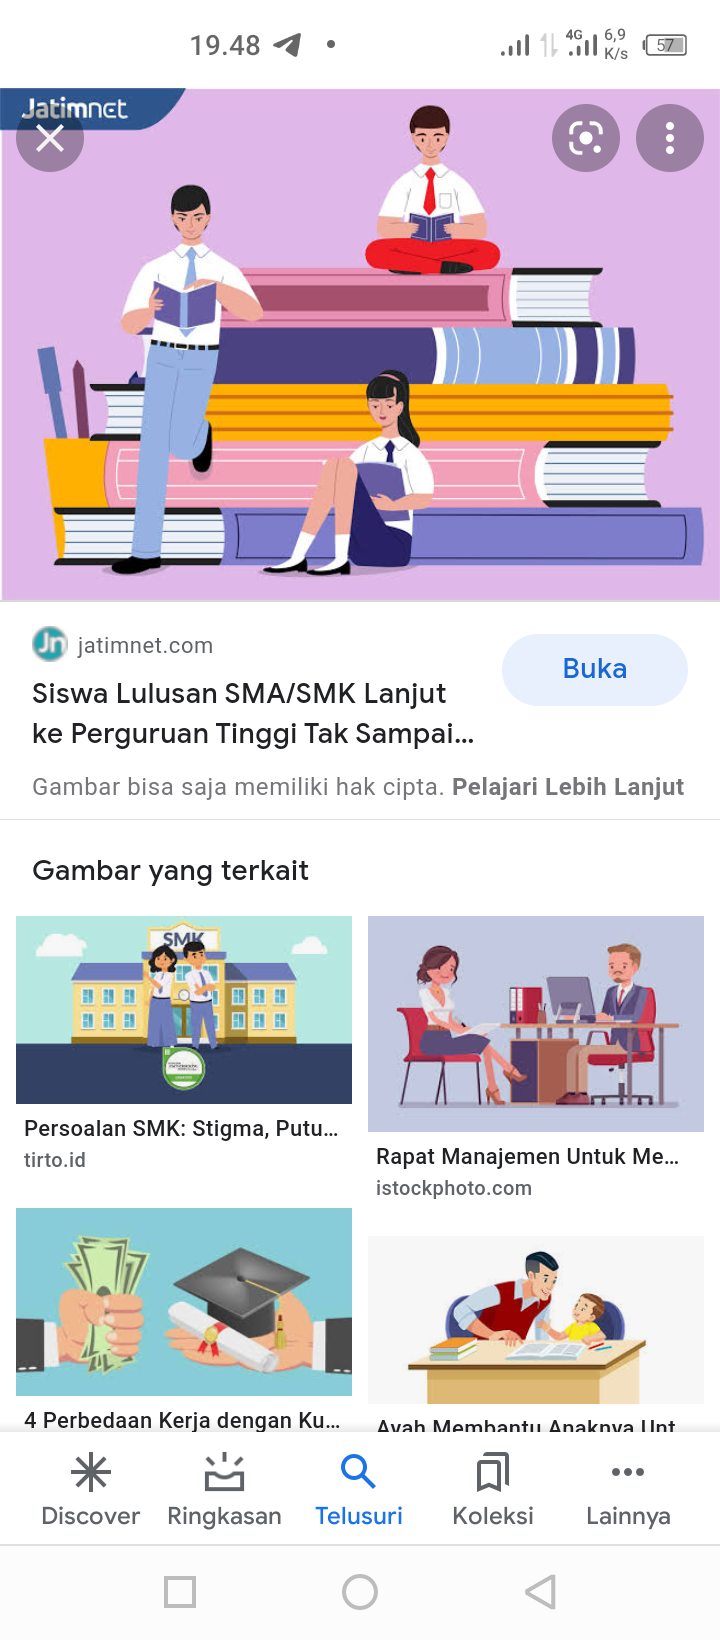 19.48
4G
6,9
K/s
57
Jatimnet
Jn jatimnet.com
Buka
Siswa Lulusan SMA/SMK Lanjut
ke Perguruan Tinggi Tak Sampai...
Gambar bisa saja memiliki hak cipta. Pelajari Lebih Lanjut
Gambar yang terkait
SMK
Persoalan SMK: Stigma, Putu...
tirto.id
Rapat Manajemen Untuk Me...
istockphoto.com
4 Perbedaan Kerja dengan Ku...
Ayah Membantu Anaknya Unt
Discover
Ringkasan
Telusuri
Koleksi
Lainnya